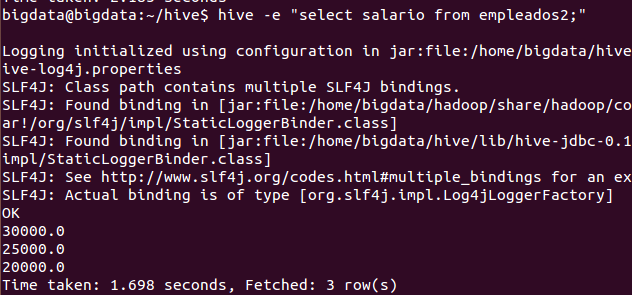 Time taken: 2.105 seconds
bigdata@bigdata:~/hive$ hive -e "select salario from empleados2;"
Logging initialized using configuration in jar:file:/home/bigdata/hive
ive-log4j.properties
SLF4J: Class path contains multiple SLF4J bindings.
SLF4J: Found binding in [jar:file:/home/bigdata/hadoop/share/hadoop/co
ar!/org/slf4j/impl/StaticLoggerBinder.class]
SLF4J: Found binding in [jar:file:/home/bigdata/hive/lib/hive-jdbc-0.1
impl/StaticLoggerBinder.class]
SLF4J: See http://www.slf4j.org/codes.html#multiple_bindings for an ex
SLF4J: Actual binding is of type [org.slf4j.impl.Log4jLoggerFactory]
OK
30000.0
25000.0
20000.0
Time taken: 1.698 seconds, Fetched: 3 row(s)